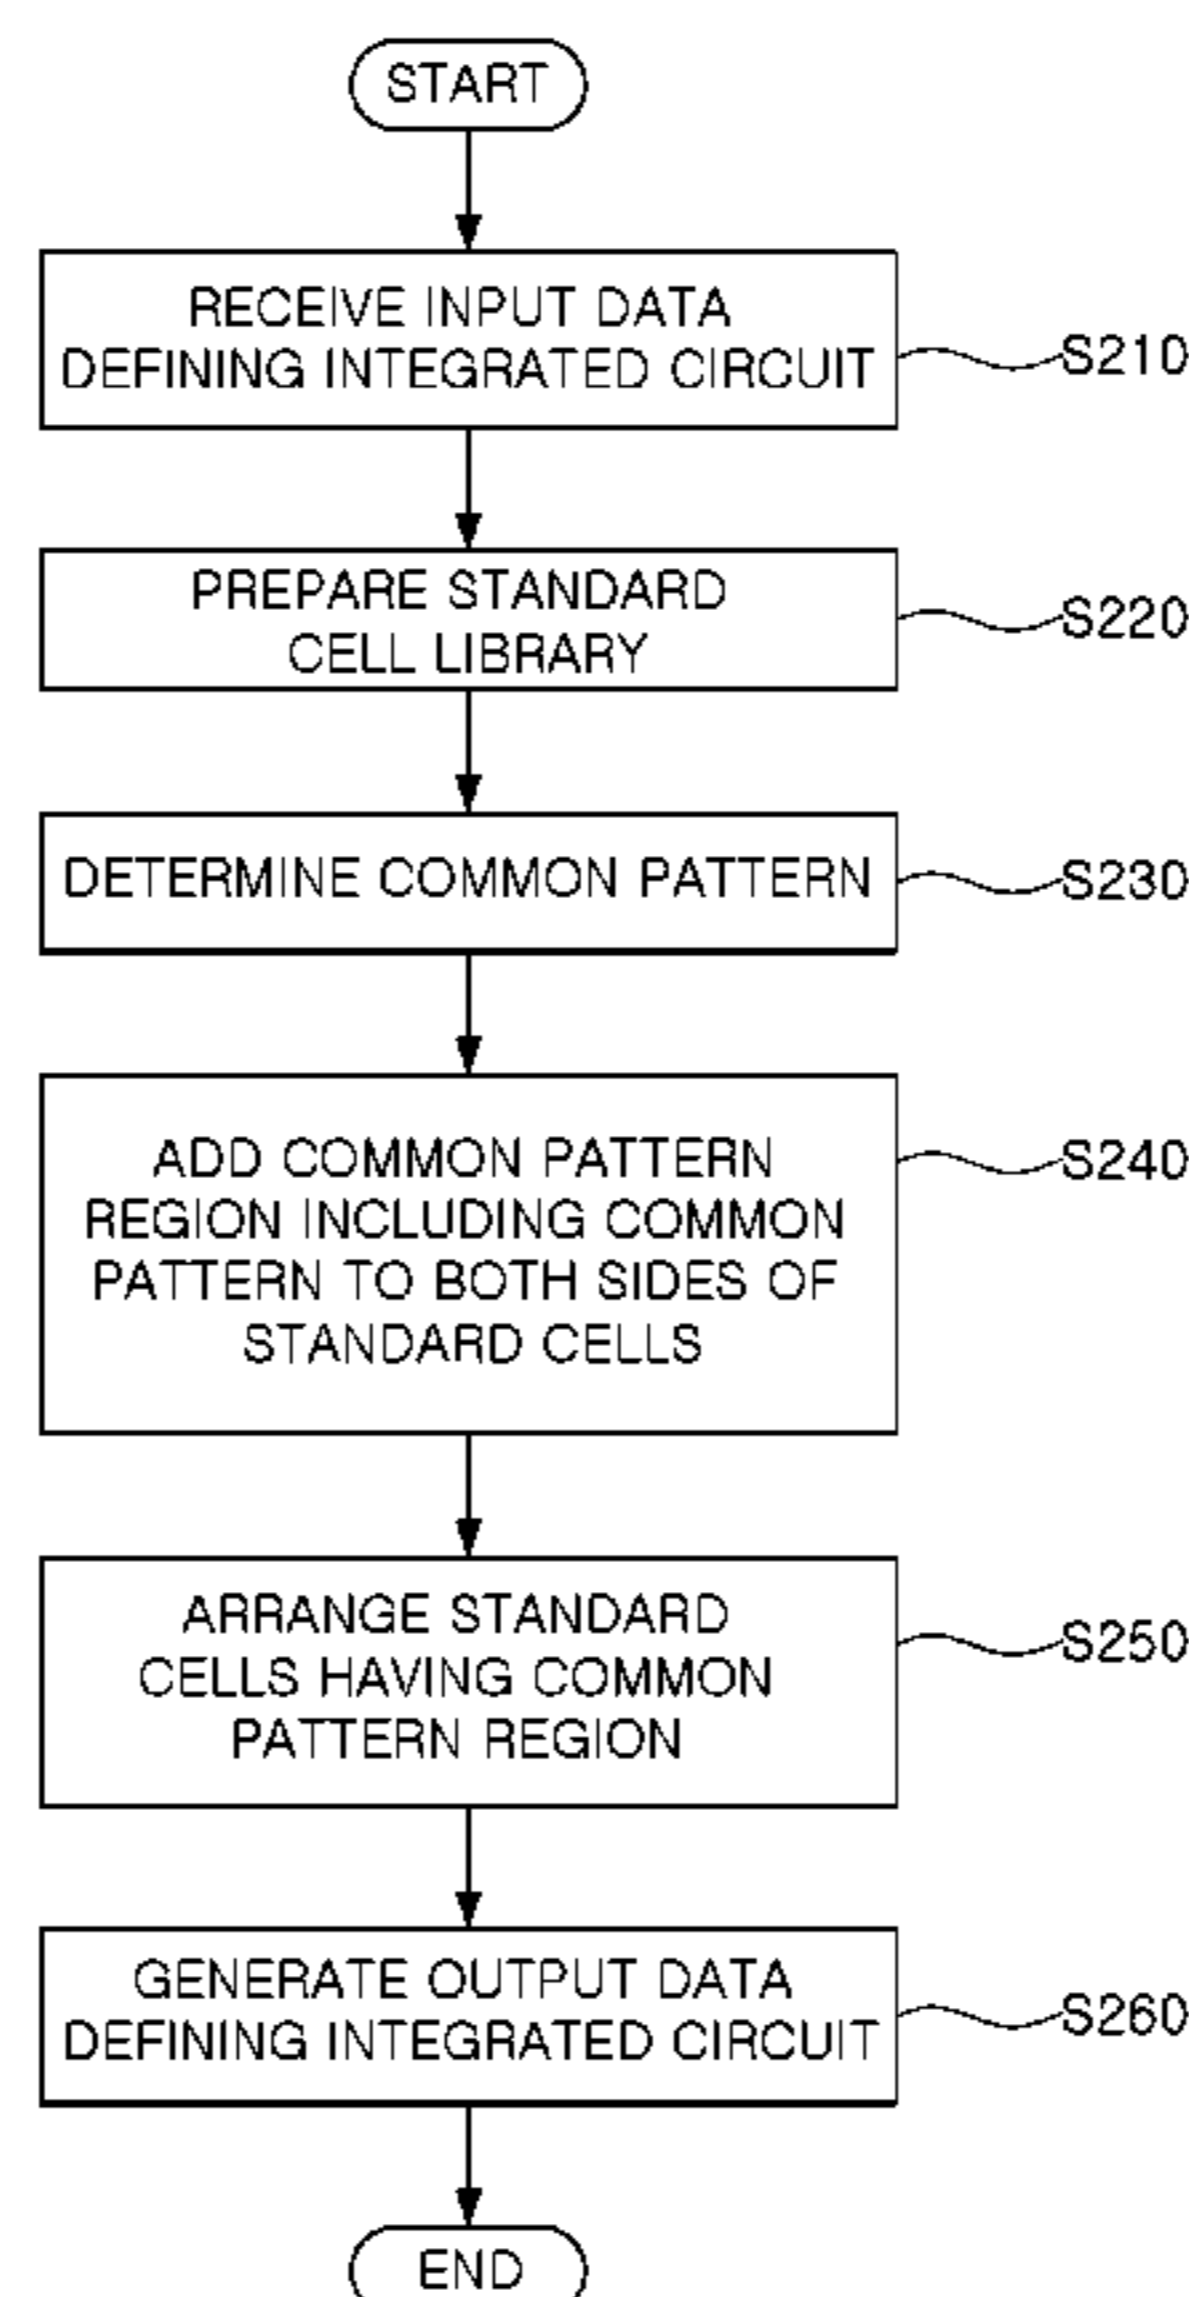 START
RECEIVE INPUT DATA
DEFINING INTEGRATED CIRCUIT
S210
PREPARE STANDARD
CELL LIBRARY
S220
DETERMINE COMMON PATTERN
S230
ADD COMMON PATTERN
REGION INCLUDING COMMON
PATTERN TO BOTH SIDES OF
STANDARD CELLS
S240
ARRANGE STANDARD
CELLS HAVING COMMON
PATTERN REGION
S250
GENERATE OUTPUT DATA
DEFINING INTEGRATED CIRCUIT
S260
END